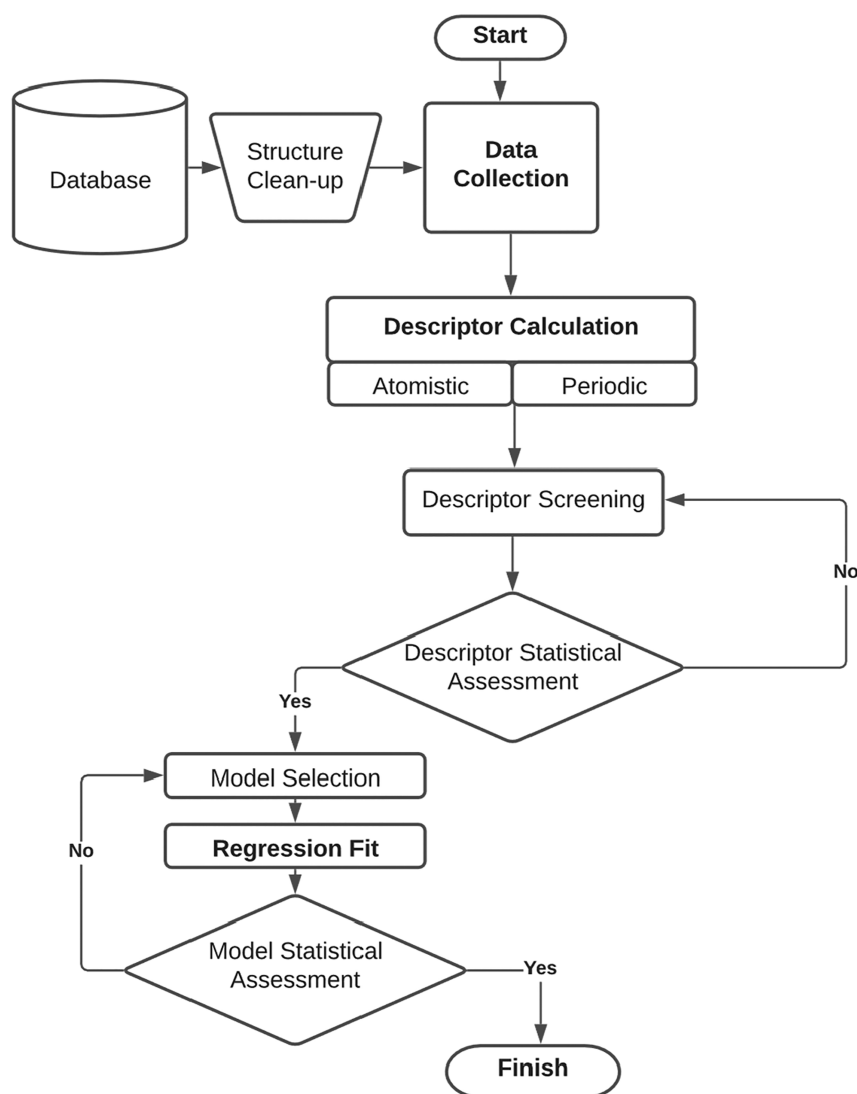 Start
Database
Structure
Clean-up
Data
Collection
Descriptor Calculation
Atomistic
Periodic
Descriptor Screening
No
Descriptor Statistical
Assessment
Yes
Model Selection
No
Regression Fit
Model Statistical
Assessment
Yes
Finish